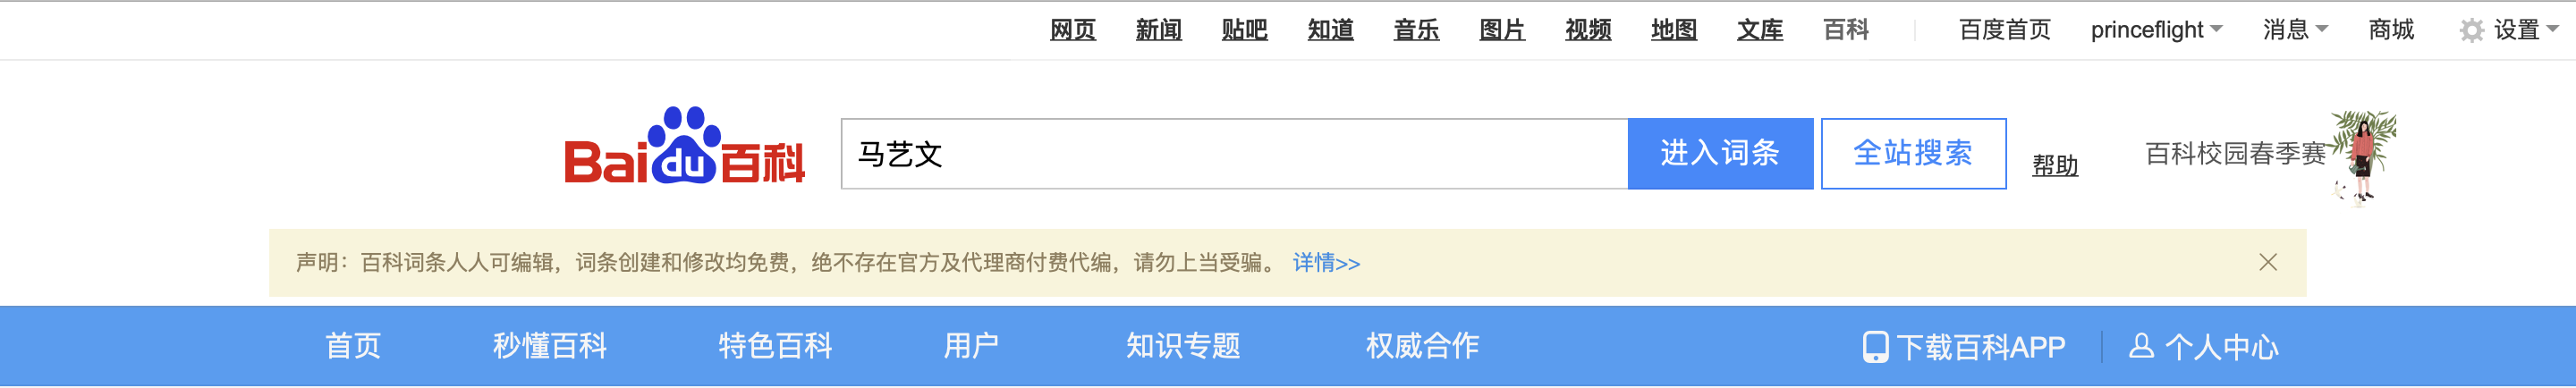 网页 新闻 贴吧 知道 音乐 图片 视频 地图 文库 百科 百度首页 princeflight 消息 商城 设置
Baidu百科 马艺文 进入词条 全站搜索 帮助 百科校园春季赛
声明：百科词条人人可编辑，词条创建和修改均免费，绝不存在官方及代理商付费代编，请勿上当受骗。 详情>>
首页 秒懂百科 特色百科 用户 知识专题 权威合作 下载百科APP 个人中心